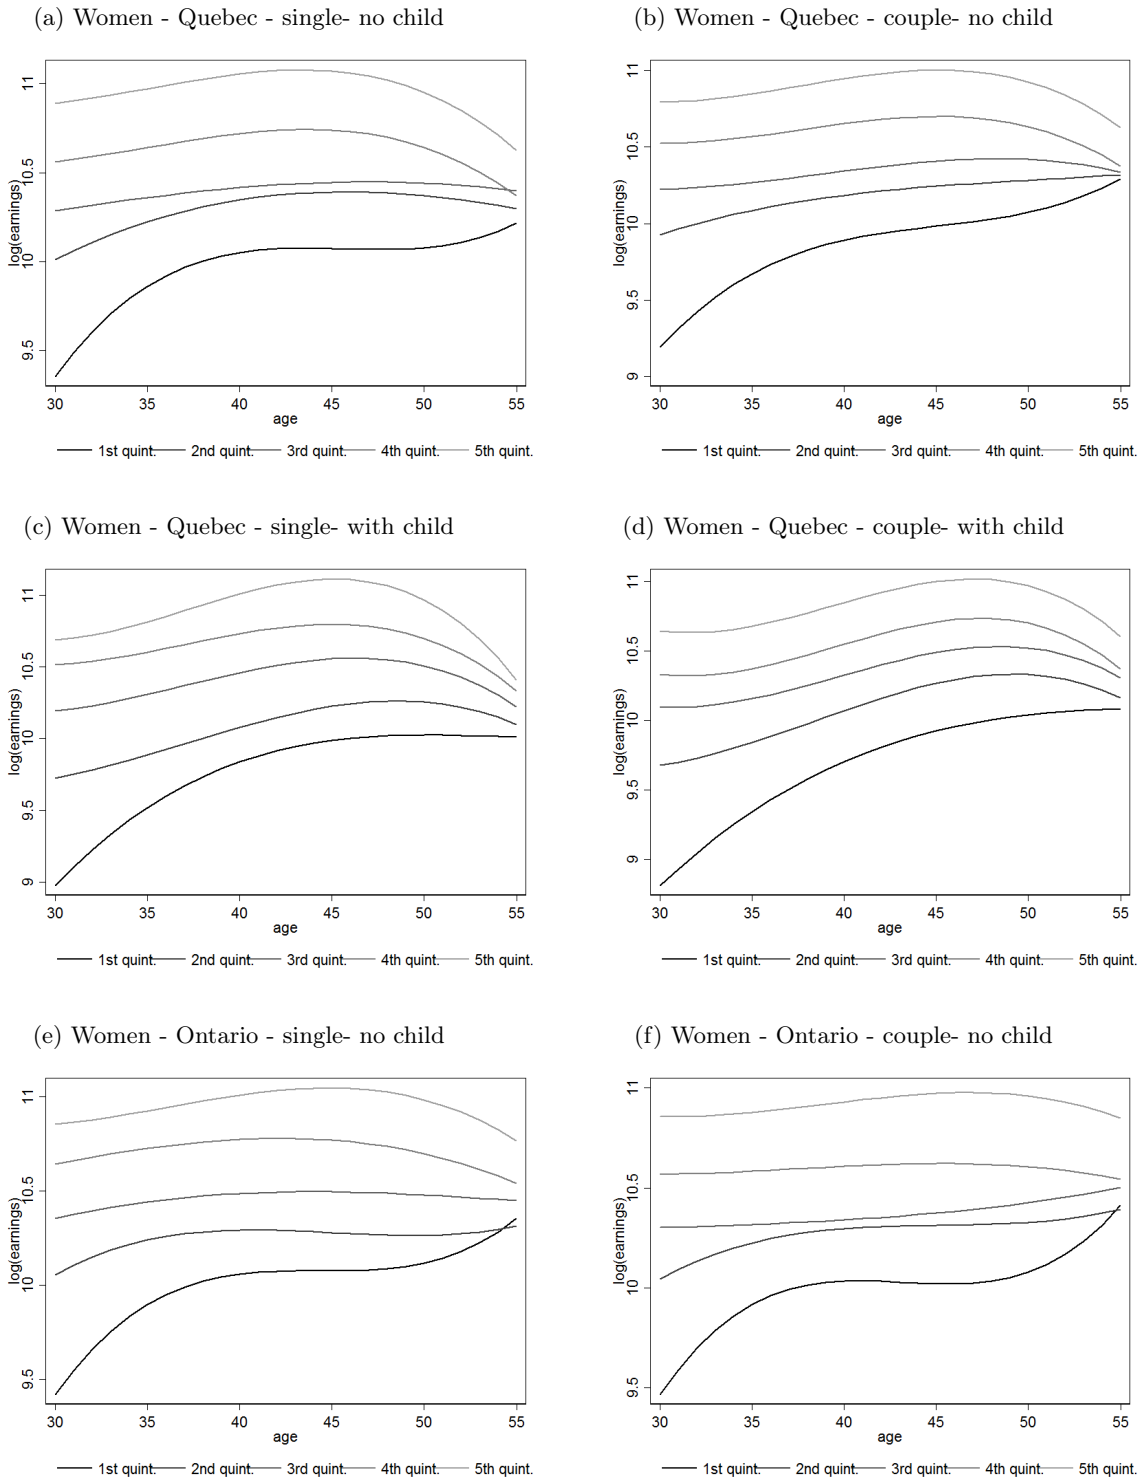 (a) Women - Quebec - single- no child
log(earnings)
11
10.5
10
9.5
30 35 40 45 50 55
age
1st quint. 2nd quint. 3rd quint. 4th quint. 5th quint.
(b) Women - Quebec - couple- no child
log(earnings)
11
10.5
10
9.5
9
30 35 40 45 50 55
age
1st quint. 2nd quint. 3rd quint. 4th quint. 5th quint.
(c) Women - Quebec - single- with child
log(earnings)
11
10.5
10
9.5
9
30 35 40 45 50 55
age
1st quint. 2nd quint. 3rd quint. 4th quint. 5th quint.
(d) Women - Quebec - couple- with child
log(earnings)
11
10.5
10
9.5
9
30 35 40 45 50 55
age
1st quint. 2nd quint. 3rd quint. 4th quint. 5th quint.
(e) Women - Ontario - single- no child
log(earnings)
11
10.5
10
9.5
30 35 40 45 50 55
age
1st quint. 2nd quint. 3rd quint. 4th quint. 5th quint.
(f) Women - Ontario - couple- no child
log(earnings)
11
10.5
10
9.5
30 35 40 45 50 55
age
1st quint. 2nd quint. 3rd quint. 4th quint. 5th quint.